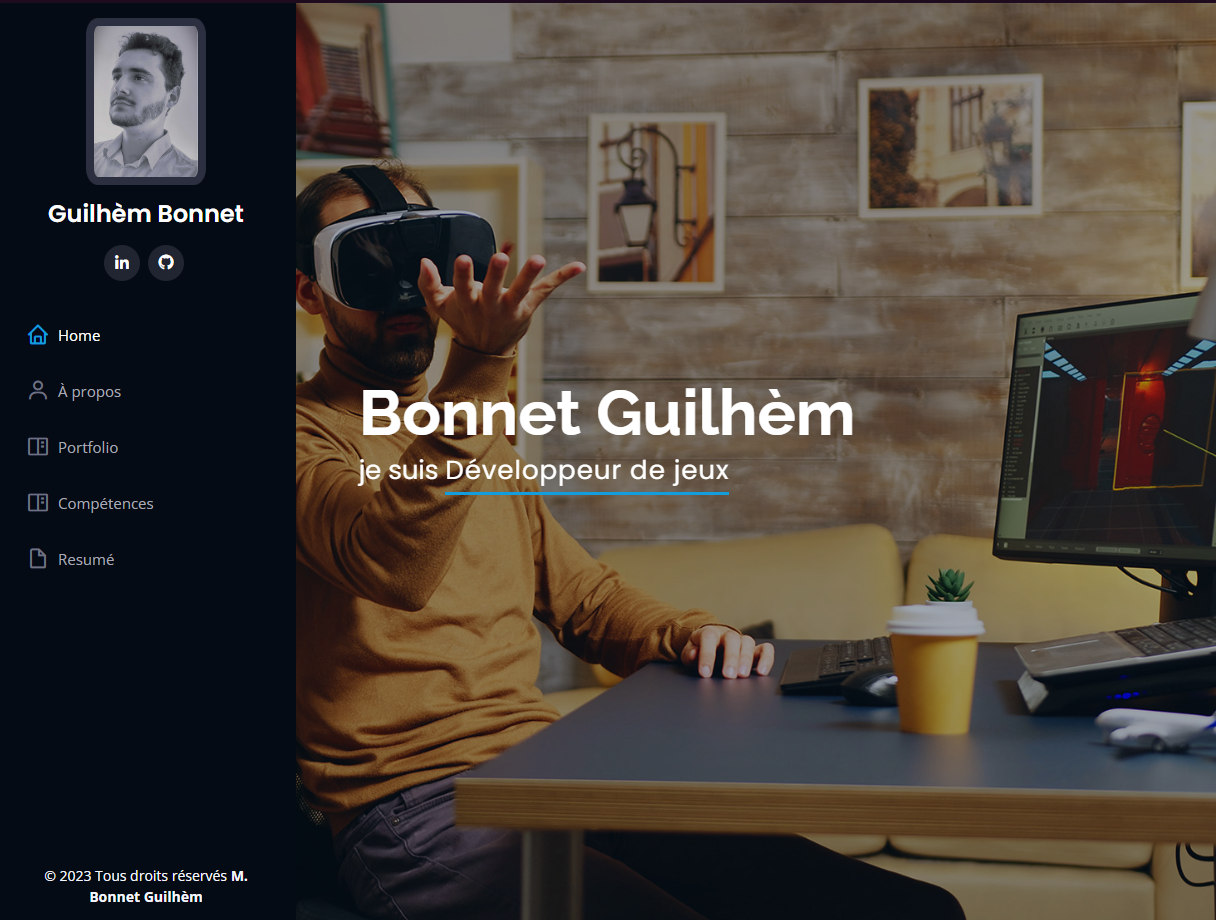 Guilhèm Bonnet
in
Home
À propos
Portfolio
Compétences
Resumé
© 2023 Tous droits réservés M.
Bonnet Guilhèm
Bonnet Guilhèm
je suis Développeur de jeux